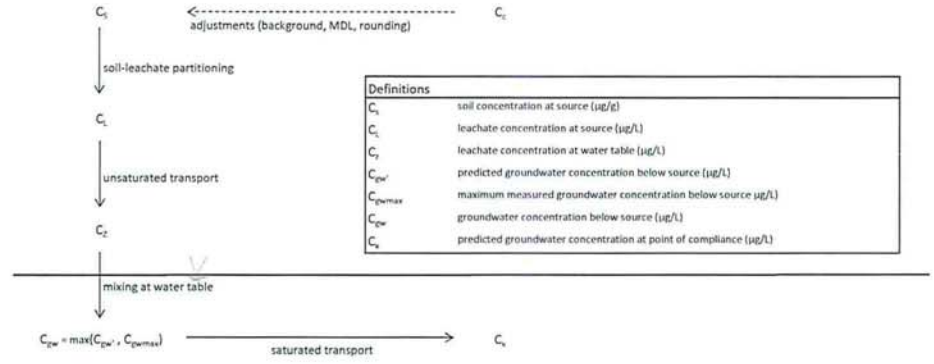 Cs Cc
adjustments (background, MDL, rounding)
soil-leachate partitioning
CL
unsaturated transport
Cz
mixing at water table
Cgw = max(Cgw' , Cgwmax) Cx
saturated transport
Definitions
Cs soil concentration at source (µg/g)
CL leachate concentration at source (µg/L)
Cz leachate concentration at water table (µg/L)
Cgw' predicted groundwater concentration below source (µg/L)
Cgwmax maximum measured groundwater concentration below source µg/L)
Cgw groundwater concentration below source (µg/L)
Cx predicted groundwater concentration at point of compliance (µg/L)